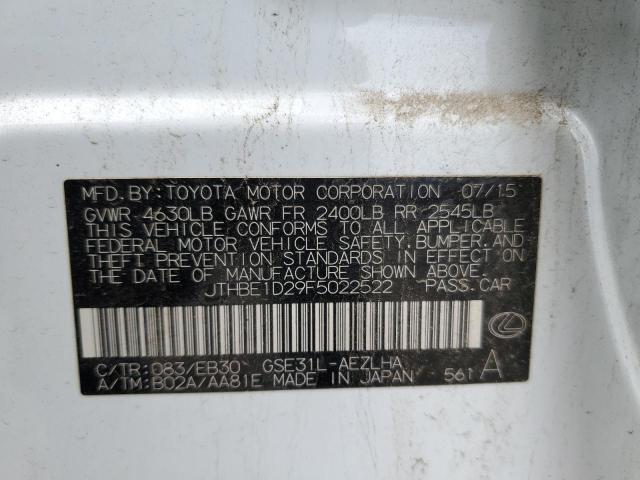 MFD.BY:TOYOTA MOTOR CORPORATION 07/15
GVWR 4630LB GAWR FR 2400LB RR 2545LB
THIS VEHICLE CONFORMS TO ALL APPLICABLE
FEDERAL MOTOR VEHICLE SAFETY,BUMPER,AND
THEFT PREVENTION STANDARDS IN EFFECT ON
THE DATE OF MANUFACTURE SHOWN ABOVE.
JTHBE1D29F5022522 PASS.CAR
C/TR:083/EB30 GSE31L-AEZLHA
A/TM:B02A/AA81E MADE IN JAPAN 561 A